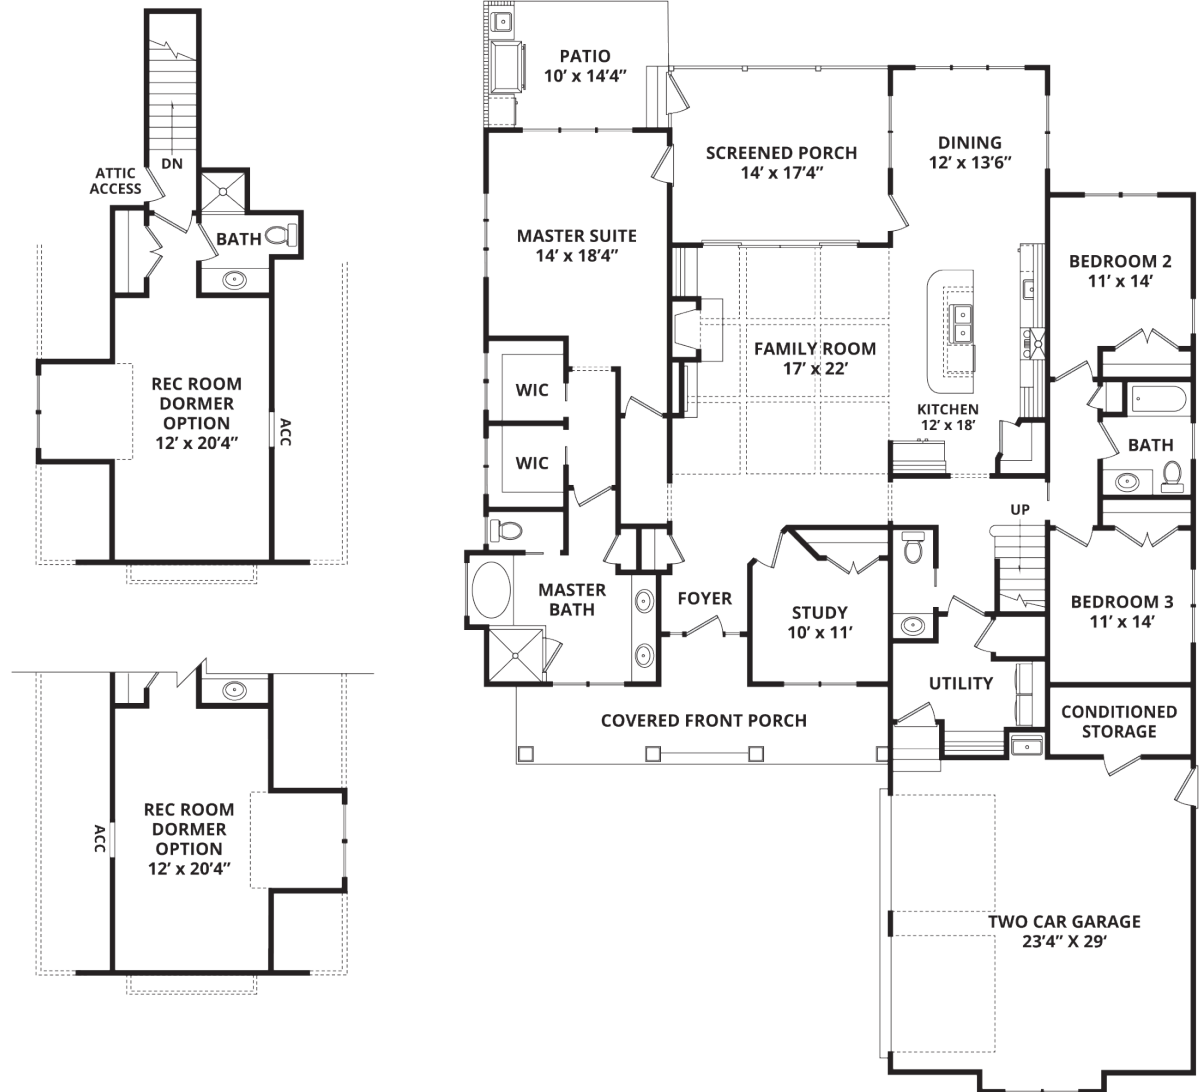 DN
ATTIC
ACCESS
BATH
REC ROOM
DORMER
OPTION
12’ x 20’4”
ACC
REC ROOM
DORMER
OPTION
12’ x 20’4”
ACC
PATIO
10’ x 14’4”
SCREENED PORCH
14’ x 17’4”
DINING
12’ x 13’6”
MASTER SUITE
14’ x 18’4”
BEDROOM 2
11’ x 14’
FAMILY ROOM
17’ x 22’
WIC
KITCHEN
12’ x 18’
WIC
BATH
UP
MASTER
BATH
FOYER
STUDY
10’ x 11’
BEDROOM 3
11’ x 14’
UTILITY
COVERED FRONT PORCH
CONDITIONED
STORAGE
TWO CAR GARAGE
23’4” X 29‘